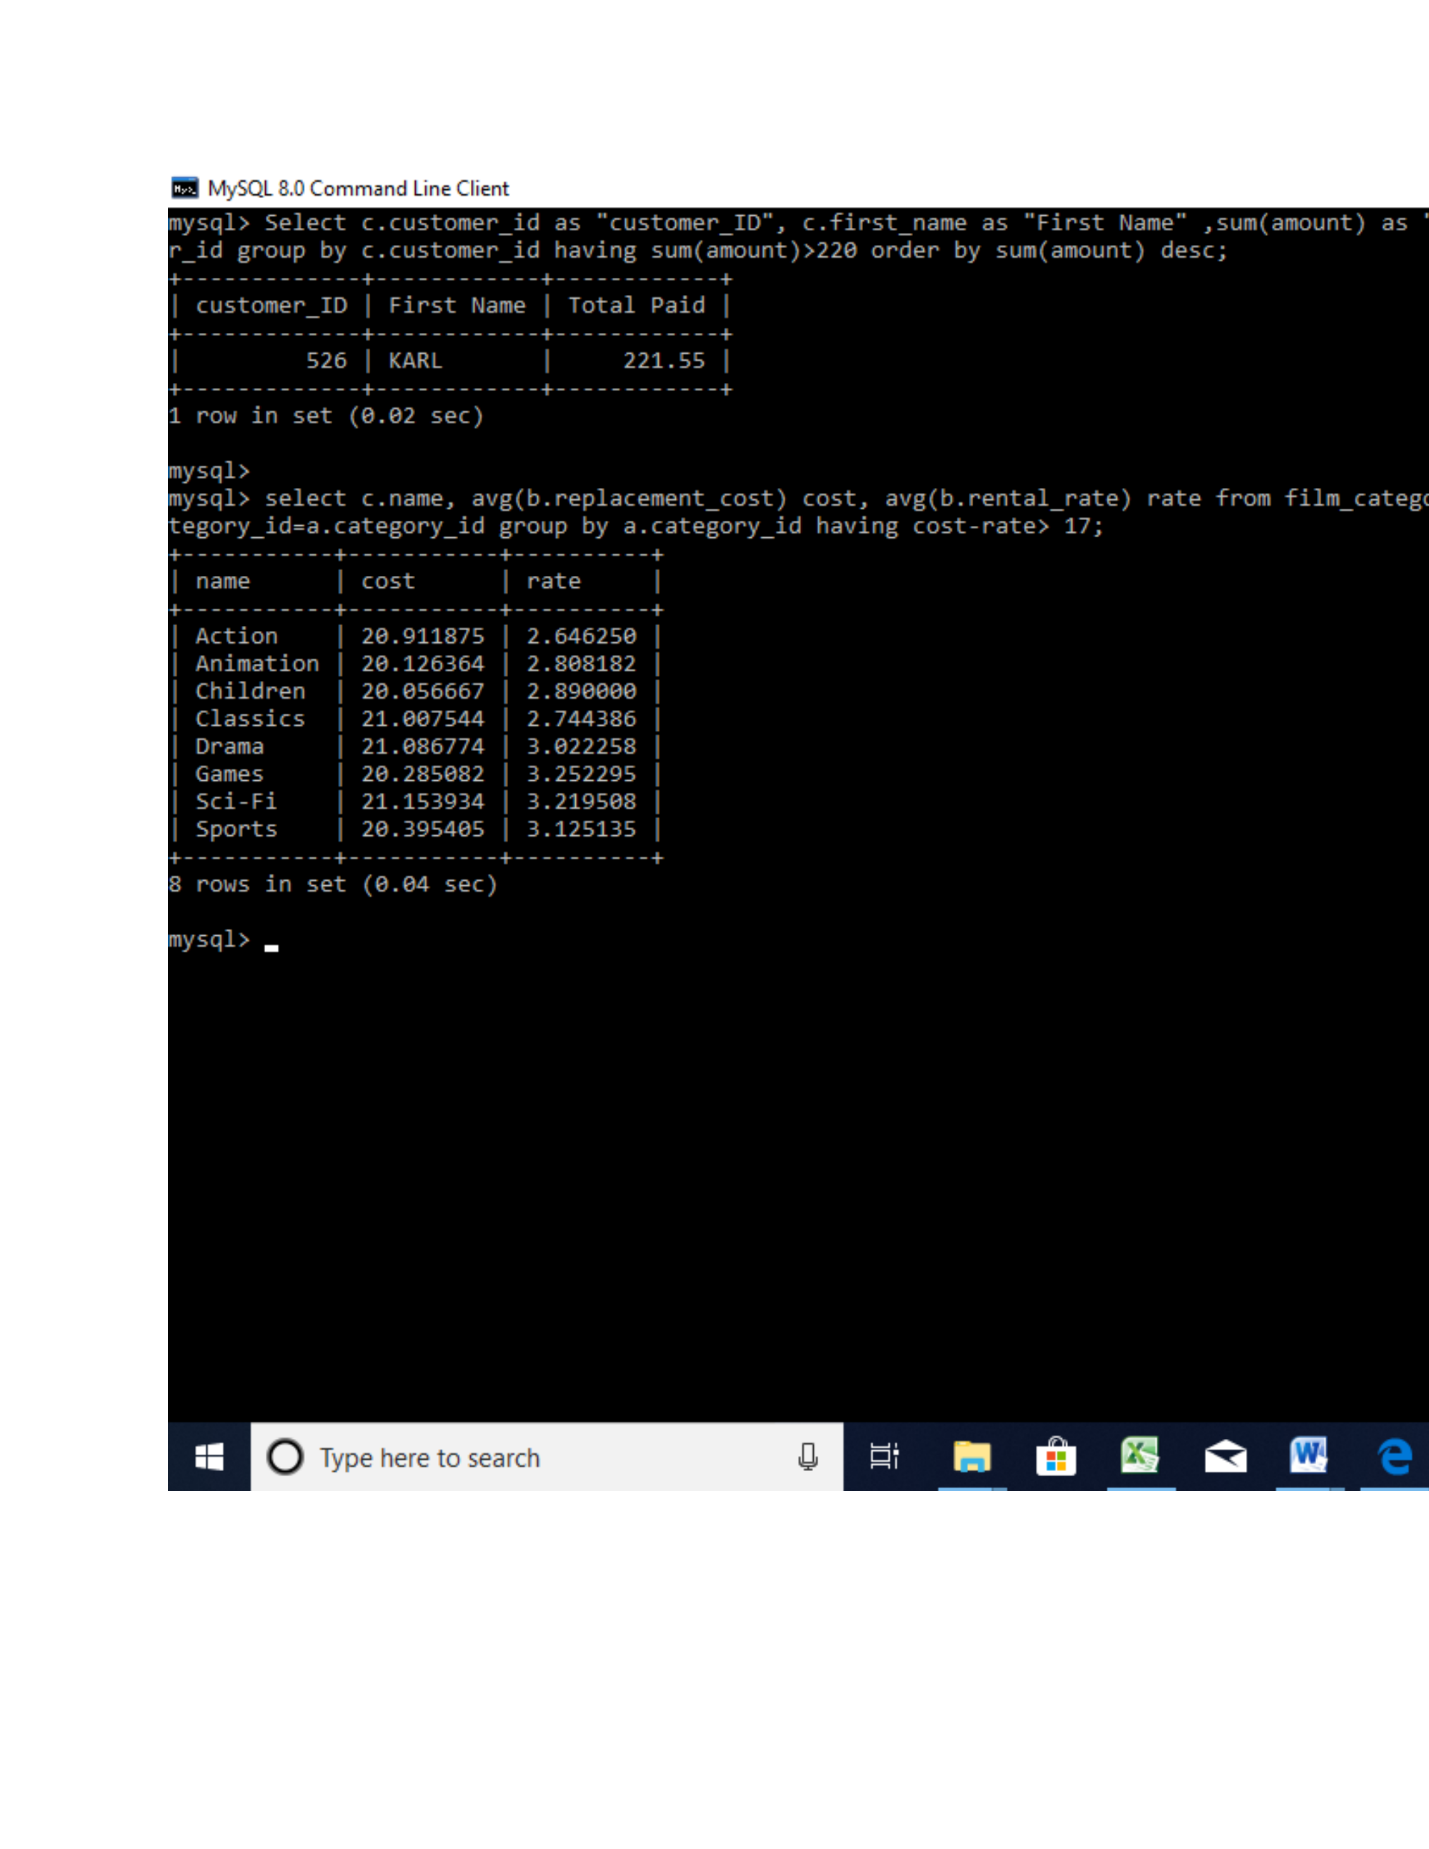 MySQL 8.0 Command Line Client
mysql> Select c.customer_id as "customer_ID", c.first_name as "First Name" ,sum(amount) as "
r_id group by c.customer_id having sum(amount)>220 order by sum(amount) desc;
+-------------+------------+------------+
| customer_ID | First Name | Total Paid |
+-------------+------------+------------+
|         526 | KARL       |     221.55 |
+-------------+------------+------------+
1 row in set (0.02 sec)
mysql>
mysql> select c.name, avg(b.replacement_cost) cost, avg(b.rental_rate) rate from film_catego
tegory_id=a.category_id group by a.category_id having cost-rate> 17;
+-----------+-----------+----------+
| name      | cost      | rate     |
+-----------+-----------+----------+
| Action    | 20.911875 | 2.646250 |
| Animation | 20.126364 | 2.808182 |
| Children  | 20.056667 | 2.890000 |
| Classics  | 21.007544 | 2.744386 |
| Drama     | 21.086774 | 3.022258 |
| Games     | 20.285082 | 3.252295 |
| Sci-Fi    | 21.153934 | 3.219508 |
| Sports    | 20.395405 | 3.125135 |
+-----------+-----------+----------+
8 rows in set (0.04 sec)
mysql> _
Type here to search